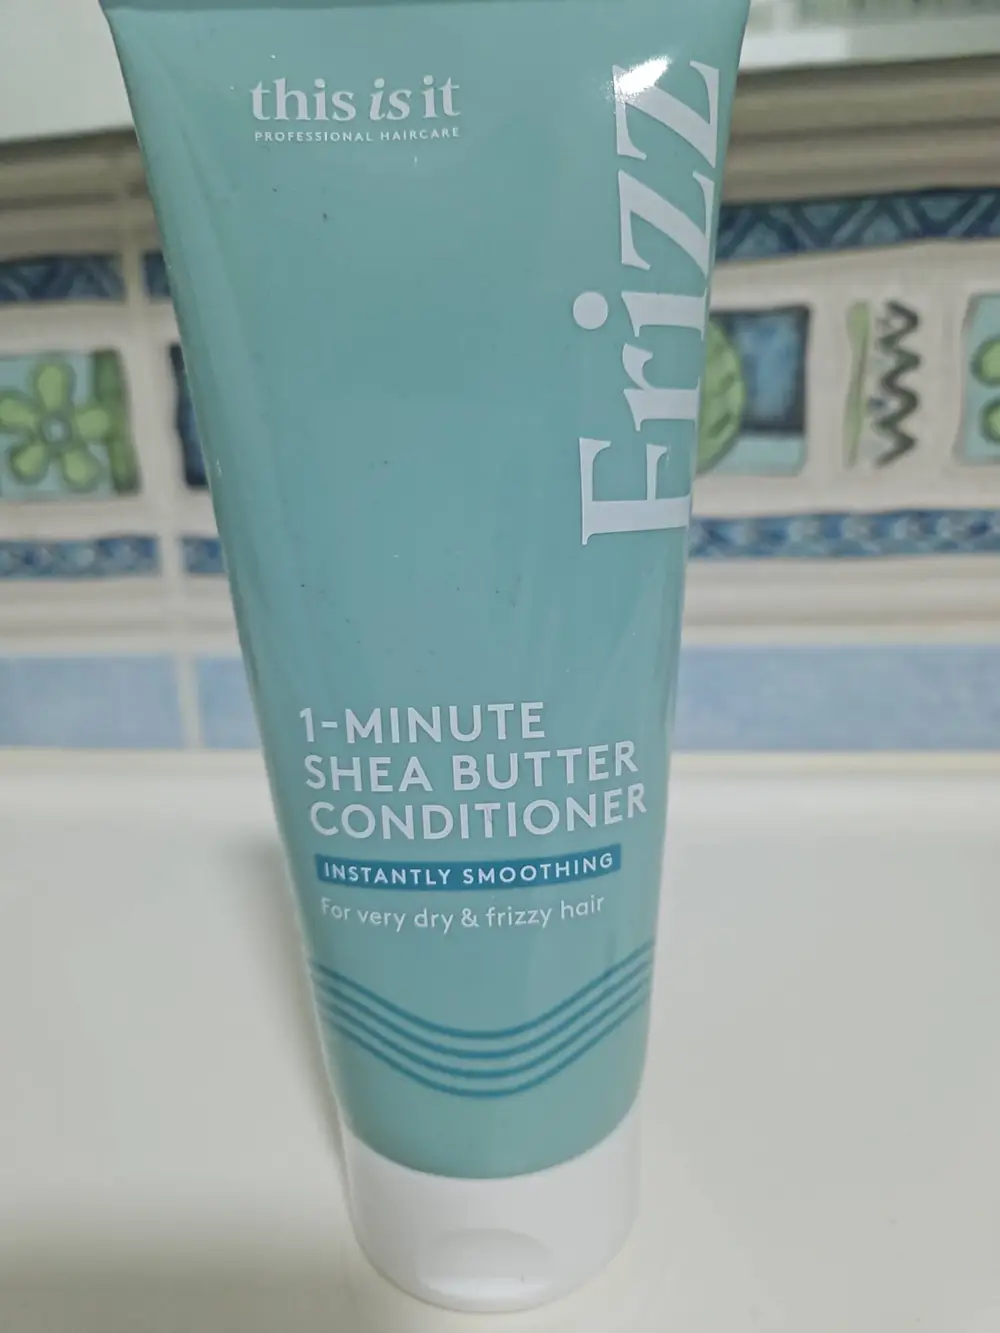 this is it
PROFESSIONAL HAIRCARE
Frizz
1-MINUTE
SHEA BUTTER
CONDITIONER
INSTANTLY SMOOTHING
For very dry & frizzy hair